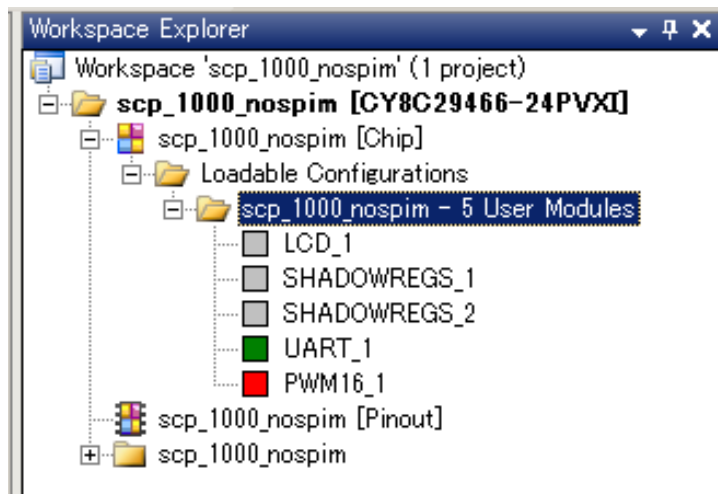 Workspace Explorer
Workspace 'scp_1000_nospim' (1 project)
scp_1000_nospim [CY8C29466-24PVXI]
scp_1000_nospim [Chip]
Loadable Configurations
scp_1000_nospim - 5 User Modules
LCD_1
SHADOWREGS_1
SHADOWREGS_2
UART_1
PWM16_1
scp_1000_nospim [Pinout]
scp_1000_nospim